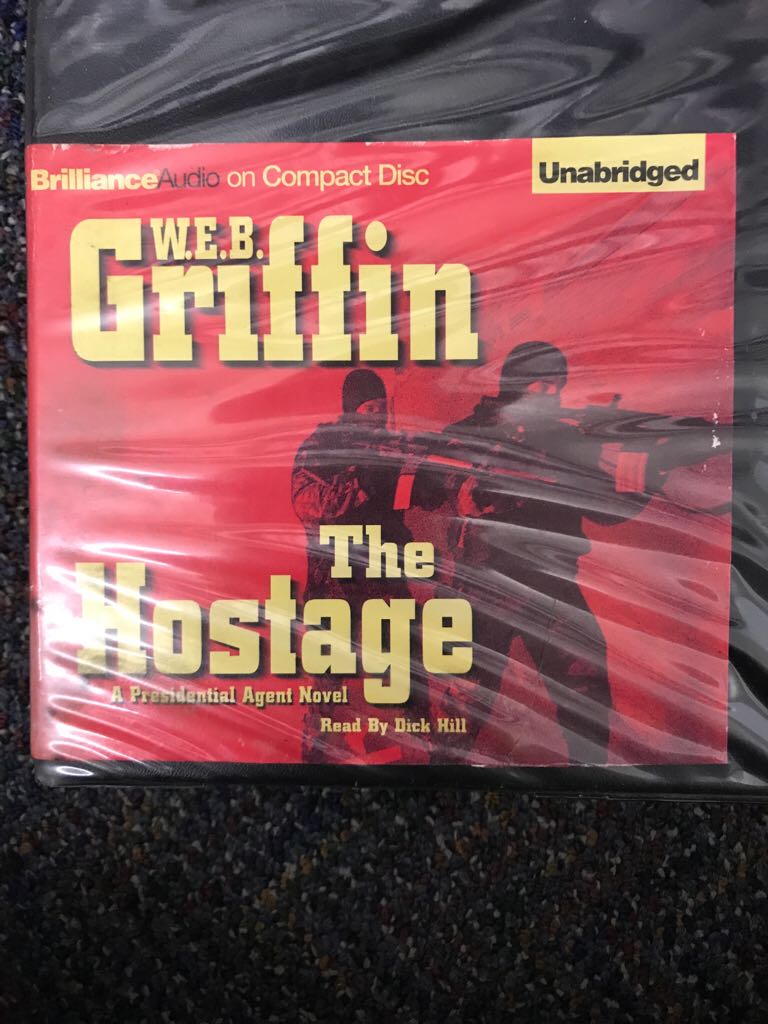 BrillianceAudio on Compact Disc
Unabridged
W.E.B.
Griffin
The
Hostage
A Presidential Agent Novel
Read By Dick Hill